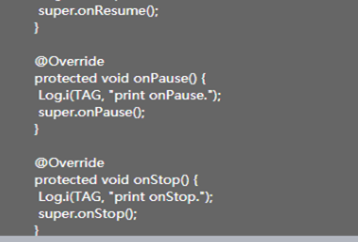 super.onResume();
}
@Override
protected void onPause() {
Log.i(TAG, "print onPause.");
super.onPause();
}
@Override
protected void onStop() {
Log.i(TAG, "print onStop.");
super.onStop();
}